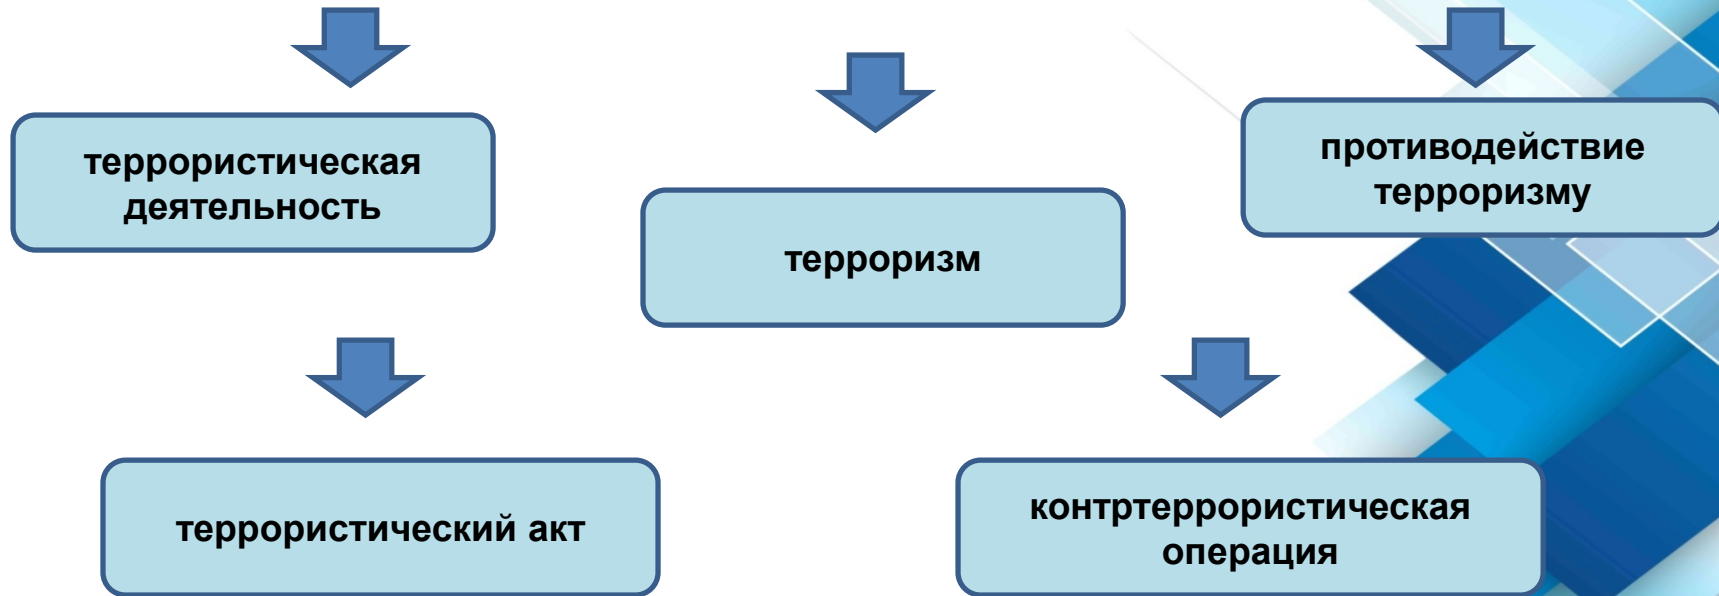 террористическая
деятельность
терроризм
противодействие
терроризму
террористический акт
контртеррористическая
операция